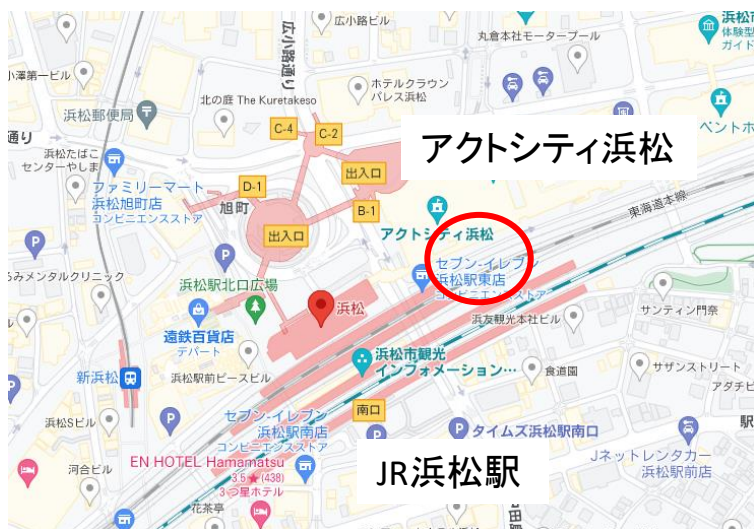 広小路ビル
浜松市
体験型
ガイド
丸倉本社モータープール
広小路通り
小澤第一ビル
ホテルクラウン
パレス浜松
北の庭 The Kuretakeso
浜松郵便局
通り
C-4
C-2
ペントホ
アクトシティ浜松
浜松たばこ
センターやしま
出入口
ファミリーマート
浜松旭町店
コンビニエンスストア
D-1
旭町
B-1
東海道本線
出入口
アクトシティ浜松
セブン-イレブン
浜松駅東店
コンビニエンスストア
るみメンタルクリニック
浜松駅北口広場
浜松
サンティン門奈
浜友観光本社ビル
遠鉄百貨店
デパート
浜松市観光
インフォメーション…
新浜松
浜松駅前ビースビル
食道園
サザンストリート
アダチビ
南口
浜松Sビル
セブン-イレブン
浜松駅南店
コンビニエンスストア
タイムズ浜松駅南口
駅
EN HOTEL Hamamatsu
3.5★(438)
3つ星ホテル
河合ビル
JR浜松駅
Jネットレンタカー
浜松駅前店
花茶亭
田